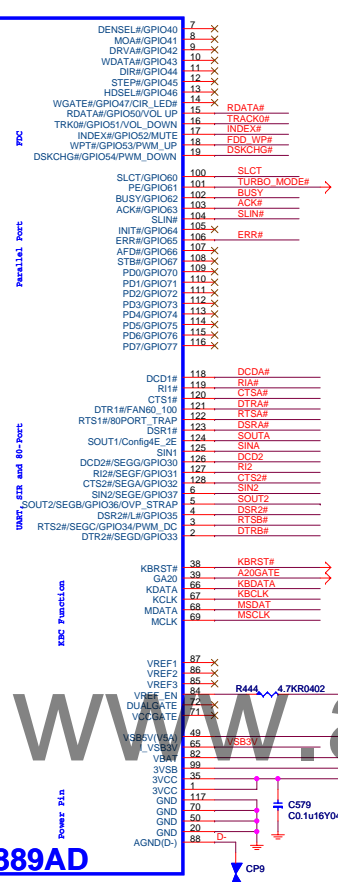 DENSEL#/GPIO40 7
MOA#/GPIO41 8
DRVA#/GPIO42 9
WDATA#/GPIO43 10
DIR#/GPIO44 11
STEP#/GPIO45 12
HDSEL#/GPIO46 13
WGATE#/GPIO47/CIR_LED# 14
RDATA#/GPIO50/VOL UP 15 RDATA#
TRK0#/GPIO51/VOL_DOWN 16 TRACK0#
INDEX#/GPIO52/MUTE 17 INDEX#
WPT#/GPIO53/PWM_UP 18 FDD_WP#
DSKCHG#/GPIO54/PWM_DOWN 19 DSKCHG#
FDC
SLCT/GPIO60 100 SLCT
PE/GPIO61 101 TURBO_MODE#
BUSY/GPIO62 102 BUSY
ACK#/GPIO63 103 ACK#
SLIN# 104 SLIN#
INIT#/GPIO64 105
ERR#/GPIO65 106 ERR#
AFD#GPIO66 107
STB#/GPIO67 108
PD0/GPIO70 109
PD1/GPIO71 110
PD2/GPIO72 111
PD3/GPIO73 112
PD4/GPIO74 113
PD5/GPIO75 114
PD6/GPIO76 115
PD7/GPIO77 116
Parallel Port
DCD1# 118 DCDA#
RI1# 119 RIA#
CTS1# 120 CTSA#
DTR1#/FAN60_100 121 DTRA#
RTS1#/80PORT_TRAP 122 RTSA#
DSR1# 123 DSRA#
SOUT1/Config4E_2E 124 SOUTA
SIN1 125 SINA
DCD2#/SEGG/GPIO30 126 DCD2
RI2#/SEGF/GPIO31 127 RI2
CTS2#/SEGA/GPIO32 128 CTS2#
SIN2/SEGE/GPIO37 6 SIN2
SOUT2/SEGB/GPIO36/OVP_STRAP 5 SOUT2
DSR2#/L#/GPIO35 4 DSR2#
RTS2#/SEGC/GPIO34/PWM_DC 3 RTSB#
DTR2#/SEGD/GPIO33 2 DTRB#
UART, SIR and 80-Port
KBRST# 38 KBRST#
GA20 39 A20GATE
KDATA 66 KBDATA
KCLK 67 KBCLK
MDATA 68 MSDAT
MCLK 69 MSCLK
KBC Function
VREF1 87
VREF2 86
VREF3 85
VREF_EN 84 R444 4.7KR0402
DUALGATE 72
VCCGATE 71
VSB5V(V5A) 49
I_VSB3V 65 VSB3V
VBAT 82
3VSB 99
3VCC 35
3VCC 1
GND 117
GND 70
GND 50
GND 20
AGND(D-) 88 D-
C579
C0.1u16Y04
Power Pin
CP9
889AD
www.a